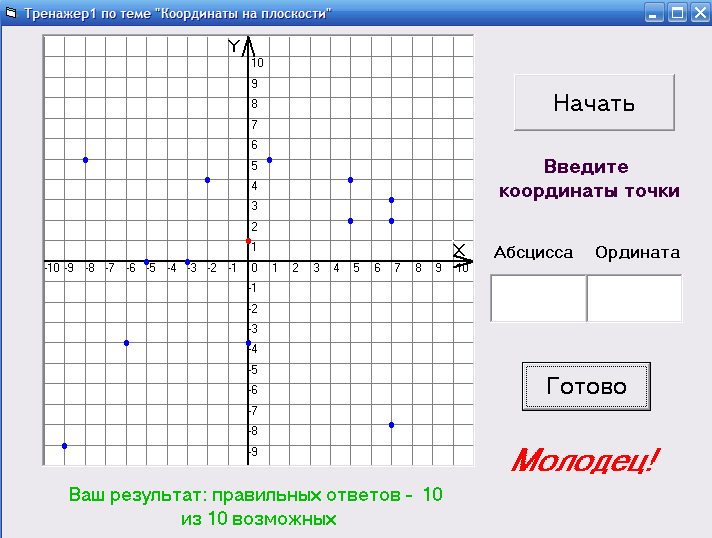 Тренажер1 по теме "Координаты на плоскости"
Y
10
9
8
7
6
5
4
3
2
1
X
-10 -9 -8 -7 -6 -5 -4 -3 -2 -1 0 1 2 3 4 5 6 7 8 9 10
-1
-2
-3
-4
-5
-6
-7
-8
-9
Начать
Введите
координаты точки
Абсцисса Ордината
Готово
Молодец!
Ваш результат: правильных ответов - 10
из 10 возможных